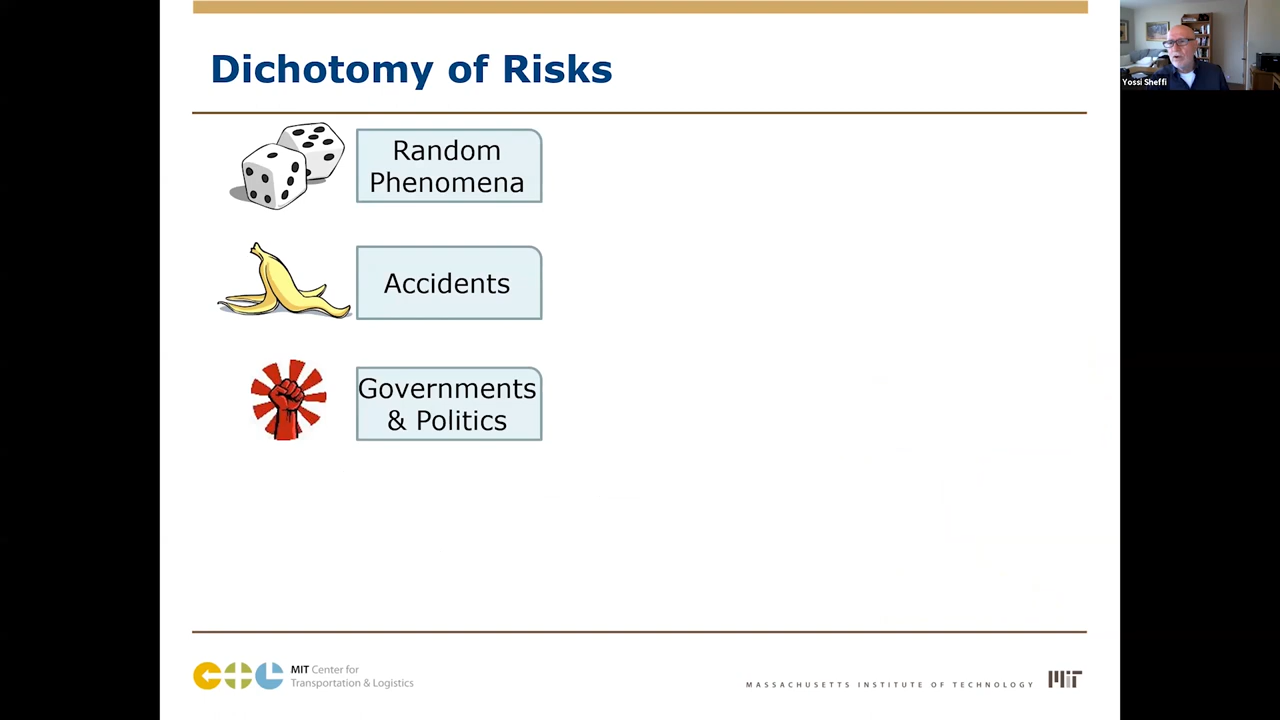 Dichotomy of Risks
Yossi Sheffi
Random
Phenomena
Accidents
Governments
& Politics
MIT Center for
Transportation & Logistics
MASSACHUSETTS INSTITUTE OF TECHNOLOGY
MIT